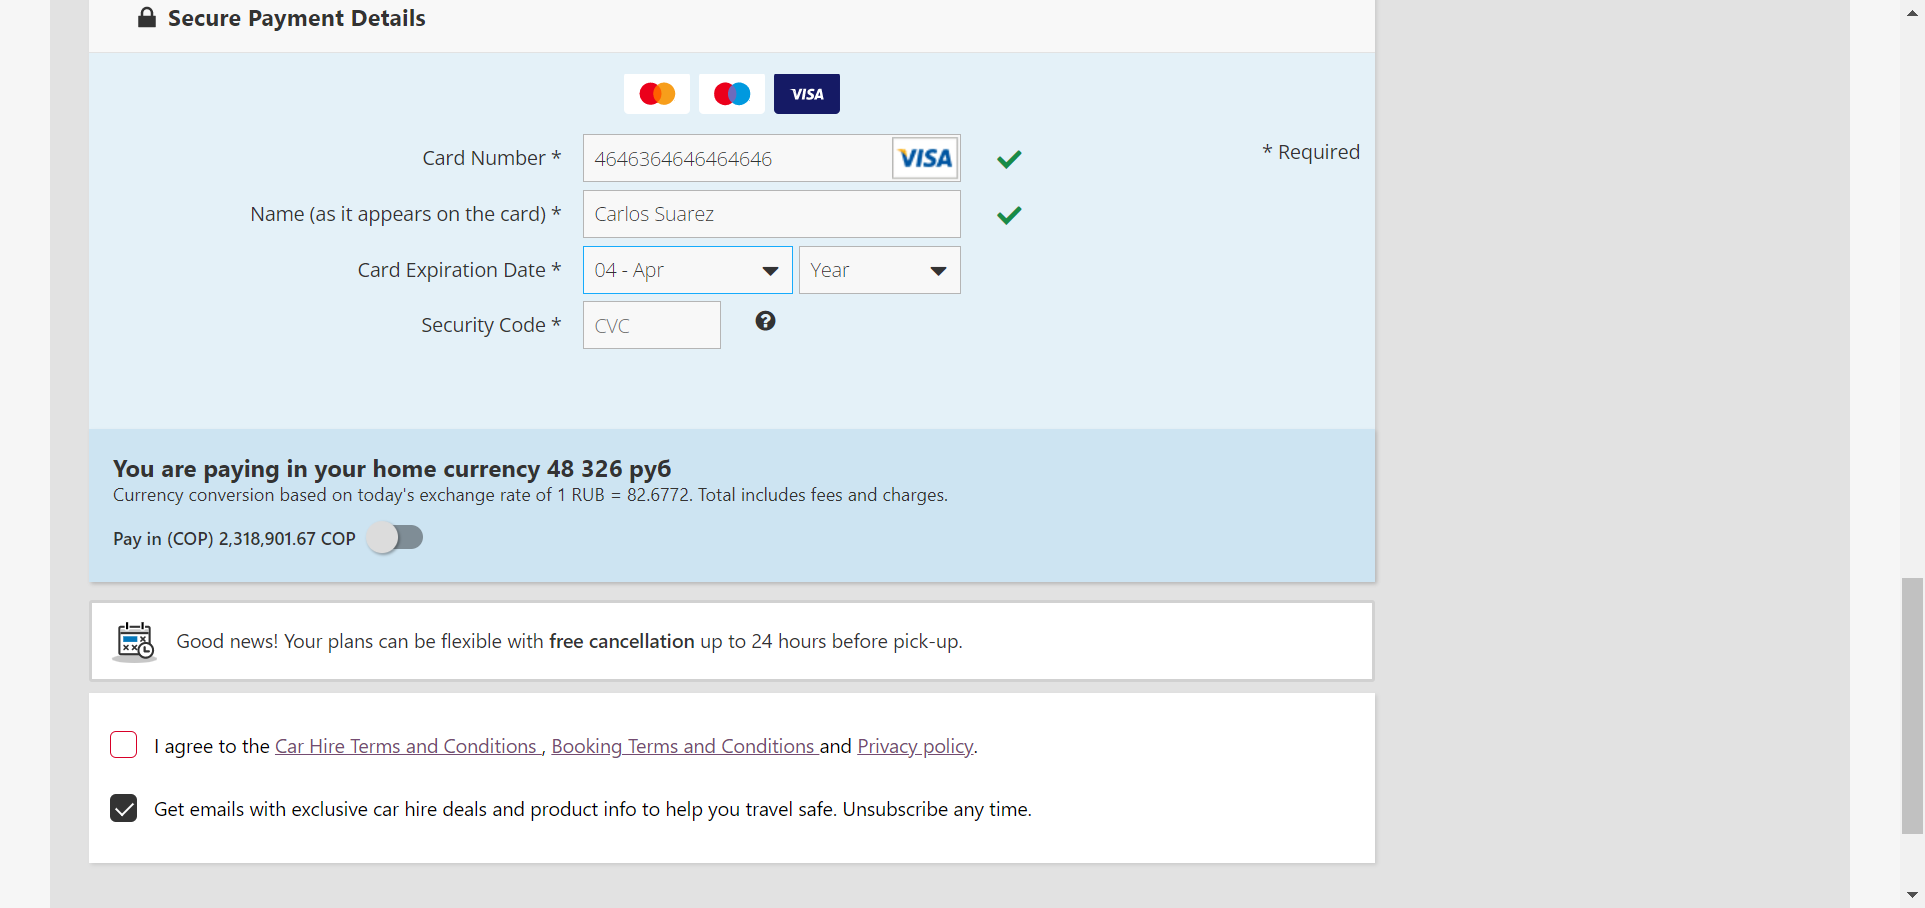 Secure Payment Details
VISA
Card Number *
4646364646464646
VISA
* Required
Name (as it appears on the card) *
Carlos Suarez
Card Expiration Date *
04 - Apr
Year
Security Code *
CVC
?
You are paying in your home currency 48 326 руб
Currency conversion based on today's exchange rate of 1 RUB = 82.6772. Total includes fees and charges.
Pay in (COP) 2,318,901.67 COP
Good news! Your plans can be flexible with free cancellation up to 24 hours before pick-up.
I agree to the Car Hire Terms and Conditions , Booking Terms and Conditions and Privacy policy.
Get emails with exclusive car hire deals and product info to help you travel safe. Unsubscribe any time.